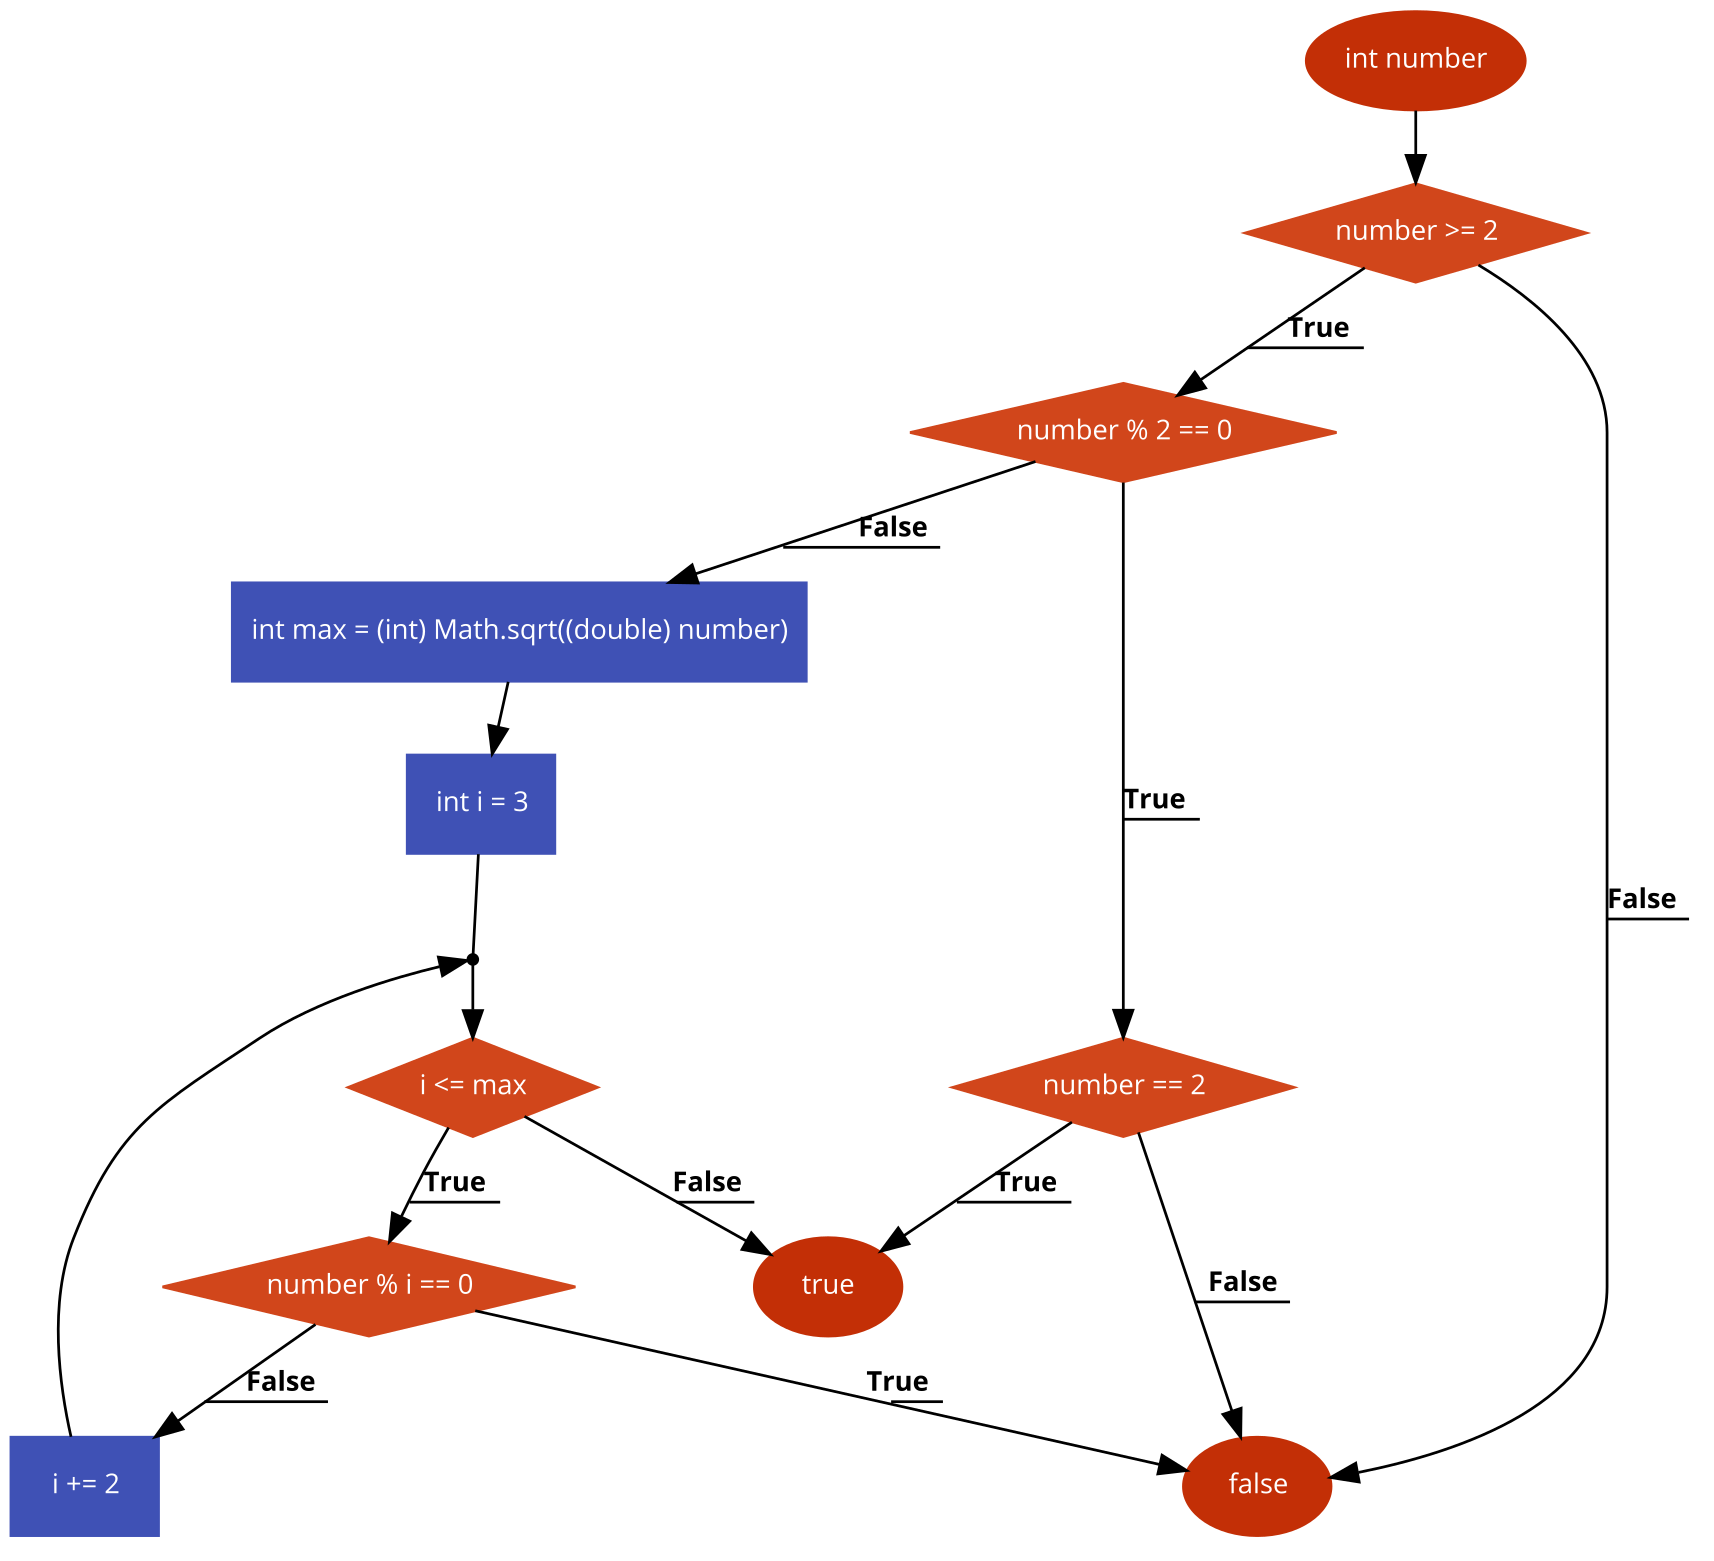 int number
number >= 2
True
number % 2 == 0
False
int max = (int) Math.sqrt((double) number)
int i = 3
True
False
i <= max
number == 2
True
False
True
number % i == 0
true
False
False
True
i += 2
false